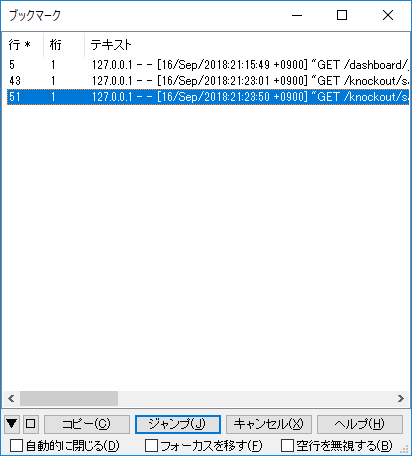 ブックマーク
行 * 桁 テキスト
5 1 127.0.0.1 - - [16/Sep/2018:21:15:49 +0900] "GET /dashboard/
43 1 127.0.0.1 - - [16/Sep/2018:21:23:01 +0900] "GET /knockout/s
51 1 127.0.0.1 - - [16/Sep/2018:21:23:50 +0900] "GET /knockout/s
▼ □ コピー(C) ジャンプ(J) キャンセル(X) ヘルプ(H)
自動的に閉じる(D) フォーカスを移す(F) 空行を無視する(B)